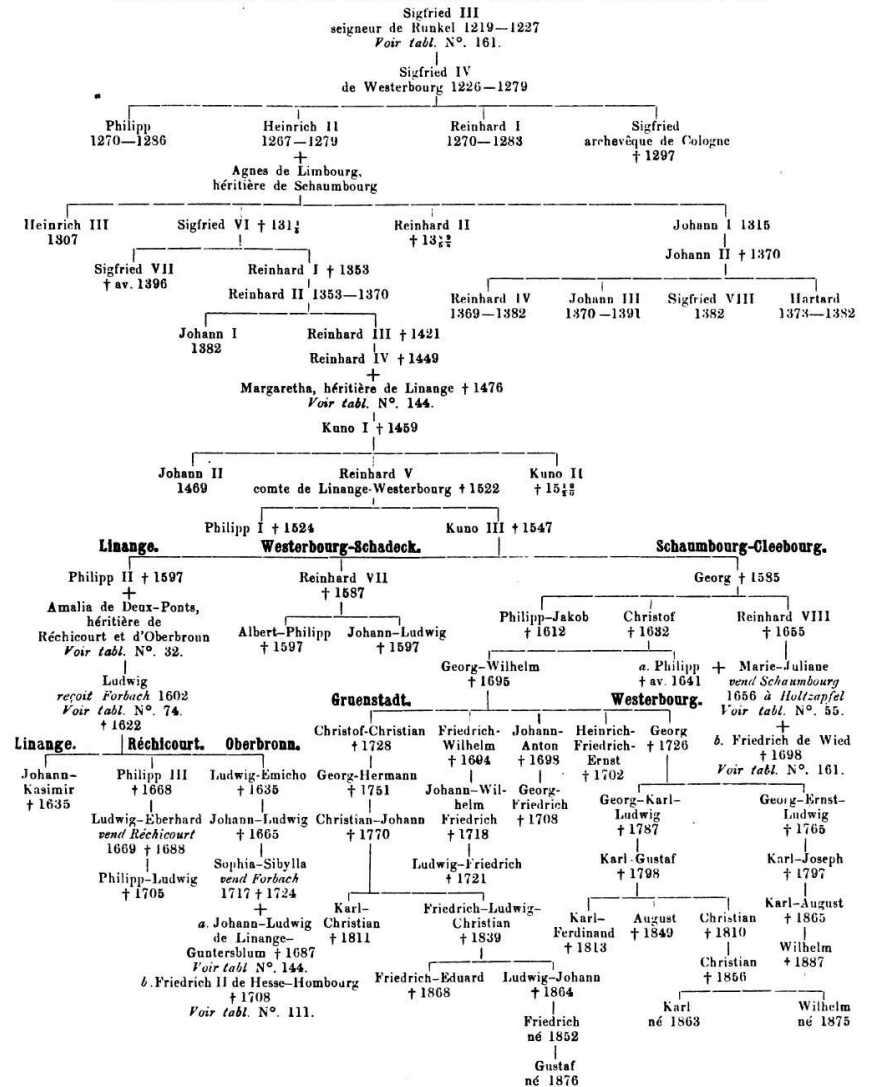 Sigfried III
seigneur de Runkel 1219—1227
Voir tabl. N°. 161.
Sigfried IV
de Westerbourg 1226—1279
Philipp Heinrich II Reinhard I Sigfried
1270—1286 1267—1279 1270—1283 archevêque de Cologne
+ † 1297
Agnes de Limbourg,
héritière de Schaumbourg
Heinrich III Sigfried VI † 131 Reinhard II Johann I 1315
1307 † 13
Johann II † 1370
Sigfried VII Reinhard I † 1353
† av. 1396
Reinhard II 1353—1370 Reinhard IV Johann III Sigfried VIII Hartard
1369—1382 1370—1391 1382 1373—1382
Johann I Reinhard III † 1421
1382
Reinhard IV † 1449
+
Margaretha, héritière de Linange † 1476
Voir tabl. N°. 144.
Kuno I † 1459
Johann II Reinhard V Kuno II
1469 comte de Linange-Westerbourg † 1522 † 15
Philipp I † 1524 Kuno III † 1547
Linange. Westerbourg-Schadeck. Schaumbourg-Cleebourg.
Philipp II † 1597 Reinhard VII Georg † 1585
+ † 1587
Amalia de Deux-Ponts,
héritière de Philipp-Jakob Christof Reinhard VIII
Réchicourt et d'Oberbronn Albert-Philipp Johann-Ludwig † 1612 † 1632 † 1655
Voir tabl. N°. 32. † 1597 † 1597
Georg-Wilhelm a. Philipp + Marie-Juliane
Ludwig † 1695 † av. 1641 vend Schaumbourg
reçoit Forbach 1602 1656 à Holtzapfel
Voir tabl. N°. 74. Gruenstadt. Westerbourg. Voir tabl. N°. 55.
† 1622 +
Christof-Christian Friedrich- Johann- Heinrich- Georg b. Friedrich de Wied
Linange. Réchicourt. Oberbronn. † 1728 Wilhelm Anton Friedrich- † 1726 † 1698
† 1694 † 1698 Ernst Voir tabl. N°. 161.
Johann- Philipp III Ludwig-Emicho Georg-Hermann † 1702
Kasimir † 1668 † 1635 † 1751 Johann-Wil- Georg- Georg-Karl- Georg-Ernst-
† 1635 helm Friedrich Ludwig Ludwig
Ludwig-Eberhard Johann-Ludwig Christian-Johann Friedrich † 1708 † 1787 † 1765
vend Réchicourt † 1665 † 1770 † 1718
1669 † 1688
Sophia-Sibylla Ludwig-Friedrich Karl-Gustaf Karl-Joseph
Philipp-Ludwig vend Forbach † 1721 † 1798 † 1797
† 1705 1717 † 1724
+ Karl- Friedrich-Ludwig- Karl- August Christian Karl-August
a. Johann-Ludwig Christian Christian Ferdinand † 1849 † 1810 † 1865
de Linange- † 1811 † 1839 † 1813
Guntersblum † 1687 Christian Wilhelm
Voir tabl N°. 144. † 1856 † 1887
b. Friedrich II de Hesse-Hombourg Friedrich-Eduard Ludwig-Johann
† 1708 † 1868 † 1864
Voir tabl. N°. 111. Karl Wilhelm
Friedrich né 1863 né 1875
né 1852
Gustaf
né 1876